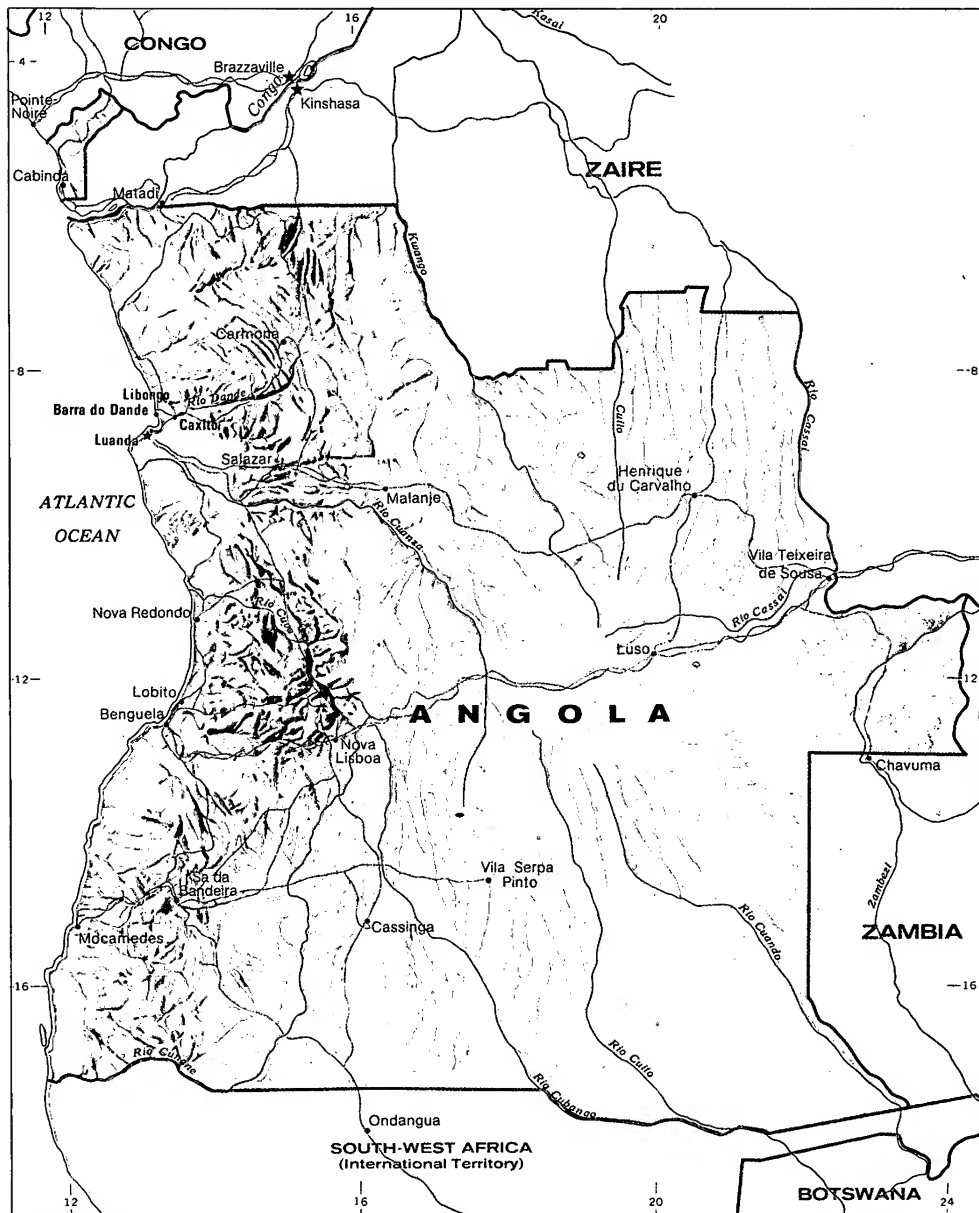 12
16
20
CONGO
4
Brazzaville
Kasai
Congo
Pointe-
Noire
Kinshasa
ZAIRE
Cabinda
Matadi
Kwango
Carmona
8
8
Libongo
Rio Dande
Barra do Dande
Caxito
Luanda
Cuilo
Rio Cassai
Salazar
Henrique
du Carvalho
Malanje
ATLANTIC
OCEAN
Rio Cuanza
Vila Teixeira
de Sousa
Nova Redondo
Rio Cuvo
Rio Cassai
Luso
12
Lobito
Benguela
ANGOLA
Nova
Lisboa
Chavuma
Sa da
Bandeira
Vila Serpa
Pinto
Zambezi
Mocamedes
Cassinga
Rio Cuando
ZAMBIA
16
16
Rio Cunene
Rio Cuito
Rio Cubango
Ondangua
SOUTH-WEST AFRICA
(International Territory)
BOTSWANA
12
16
20
24